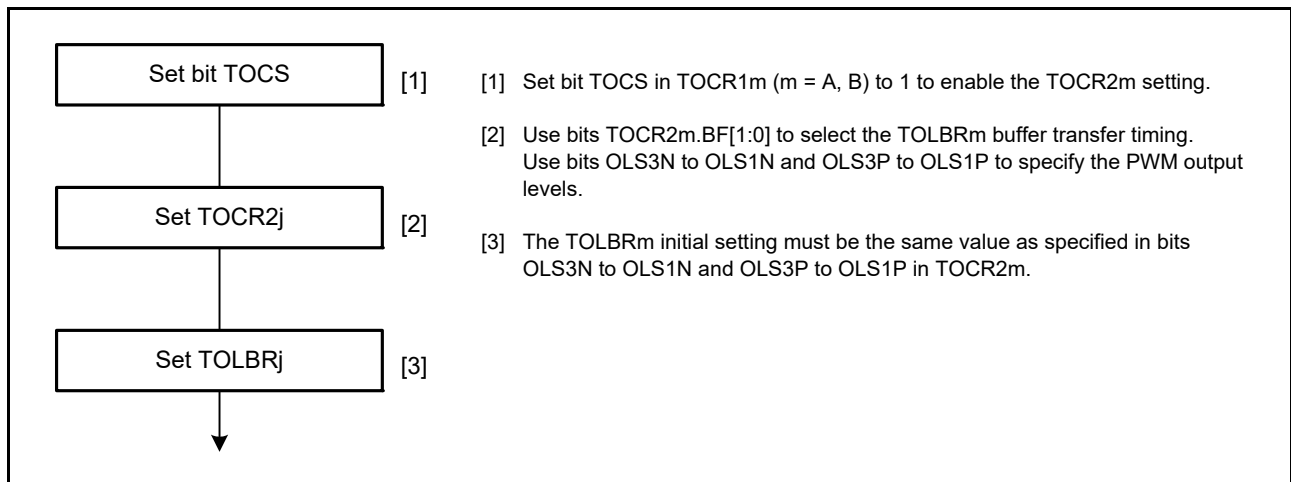 Set bit TOCS
[1]
[1] Set bit TOCS in TOCR1m (m = A, B) to 1 to enable the TOCR2m setting.
[2] Use bits TOCR2m.BF[1:0] to select the TOLBRm buffer transfer timing.
Use bits OLS3N to OLS1N and OLS3P to OLS1P to specify the PWM output
levels.
Set TOCR2j
[2]
[3] The TOLBRm initial setting must be the same value as specified in bits
OLS3N to OLS1N and OLS3P to OLS1P in TOCR2m.
Set TOLBRj
[3]